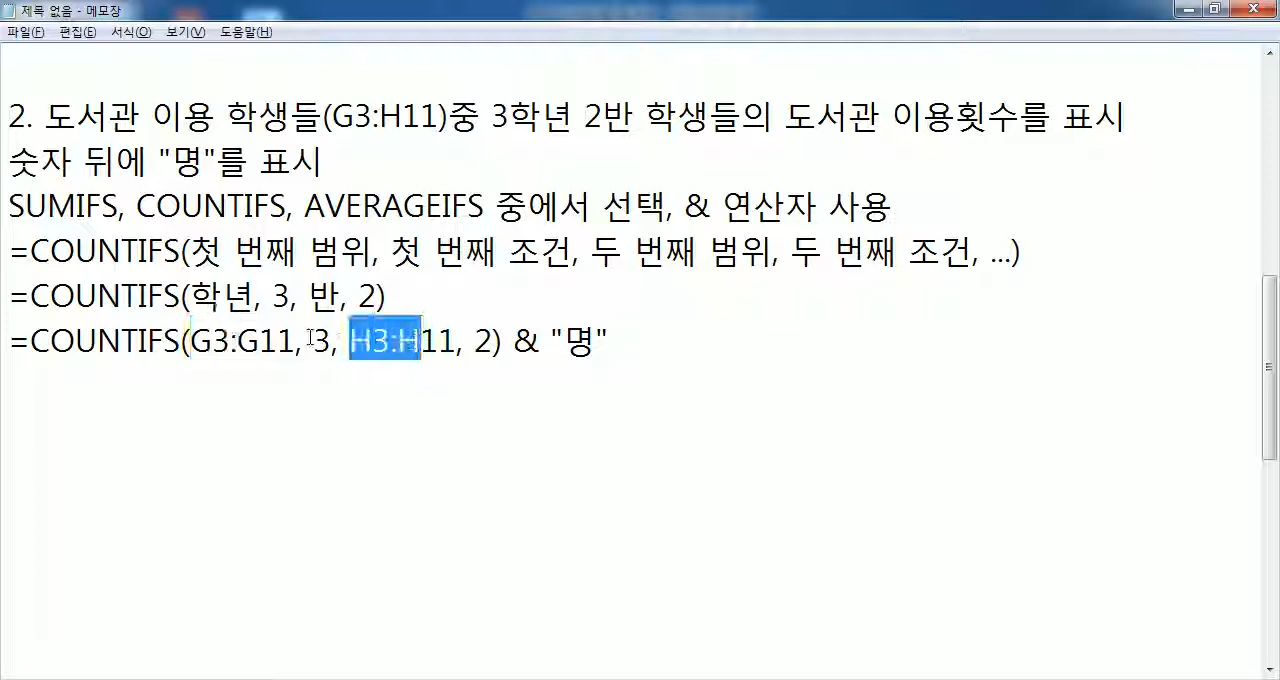 제목 없음 - 메모장
파일(F) 편집(E) 서식(O) 보기(V) 도움말(H)
2. 도서관 이용 학생들(G3:H11)중 3학년 2반 학생들의 도서관 이용횟수를 표시
숫자 뒤에 "명"를 표시
SUMIFS, COUNTIFS, AVERAGEIFS 중에서 선택, & 연산자 사용
=COUNTIFS(첫 번째 범위, 첫 번째 조건, 두 번째 범위, 두 번째 조건, ...)
=COUNTIFS(학년, 3, 반, 2)
=COUNTIFS(G3:G11, 3, H3:H11, 2) & "명"